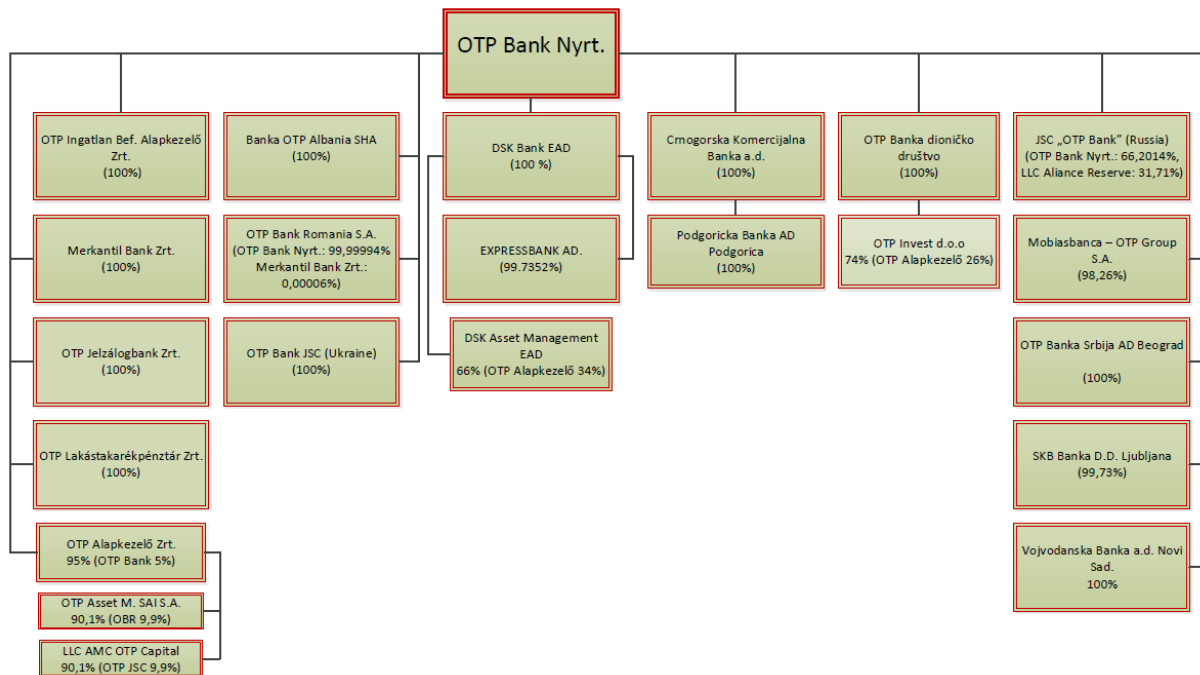 OTP Bank Nyrt.
OTP Ingatlan Bef. Alapkezelő
Zrt.
(100%)
Merkantil Bank Zrt.
(100%)
OTP Jelzálogbank Zrt.
(100%)
OTP Lakástakarékpénztár Zrt.
(100%)
OTP Alapkezelő Zrt.
95% (OTP Bank 5%)
OTP Asset M. SAI S.A.
90,1% (OBR 9,9%)
LLC AMC OTP Capital
90,1% (OTP JSC 9,9%)
Banka OTP Albania SHA
(100%)
OTP Bank Romania S.A.
(OTP Bank Nyrt.: 99,99994%
Merkantil Bank Zrt.:
0,00006%)
OTP Bank JSC (Ukraine)
(100%)
DSK Bank EAD
(100 %)
EXPRESSBANK AD.
(99.7352%)
DSK Asset Management
EAD
66% (OTP Alapkezelő 34%)
Crnogorska Komercijalna
Banka a.d.
(100%)
Podgoricka Banka AD
Podgorica
(100%)
OTP Banka dioničko
društvo
(100%)
OTP Invest d.o.o
74% (OTP Alapkezelő 26%)
JSC „OTP Bank” (Russia)
(OTP Bank Nyrt.: 66,2014%,
LLC Aliance Reserve: 31,71%)
Mobiasbanca – OTP Group
S.A.
(98,26%)
OTP Banka Srbija AD Beograd
(100%)
SKB Banka D.D. Ljubljana
(99,73%)
Vojvodanska Banka a.d. Novi
Sad.
100%